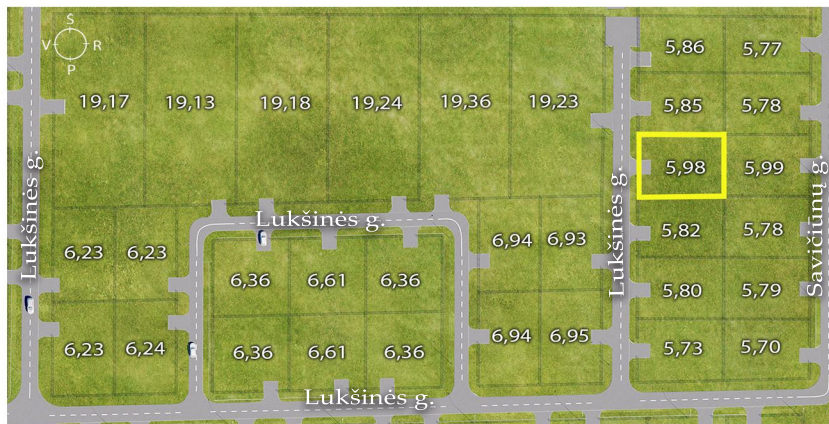 S
V R
P
5,86 5,77
19,17 19,13 19,18 19,24 19,36 19,23
5,85 5,78
5,98 5,99
Lukšinės g.
Lukšinės g.
Lukšinės g.
Savičiūnų g.
5,82 5,78
6,23 6,23
6,94 6,93
6,36 6,61 6,36
5,80 5,79
6,94 6,95
6,23 6,24
6,36 6,61 6,36
5,73 5,70
Lukšinės g.